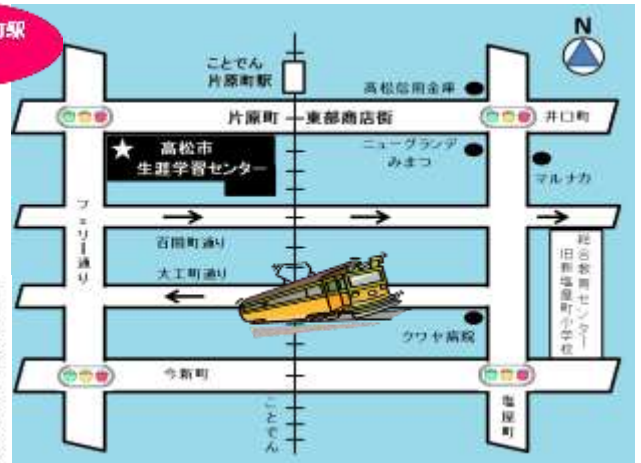 町駅
N
ことでん
片原町駅
高松信用金庫
片原町
東部商店街
井口町
★ 高松市
生涯学習センター
ニューグランデ
みまつ
マルナカ
フェリー通り
百間町通り
大工町通り
総合教育センター
旧新塩屋町小学校
クワヤ病院
今新町
ことでん
塩屋町